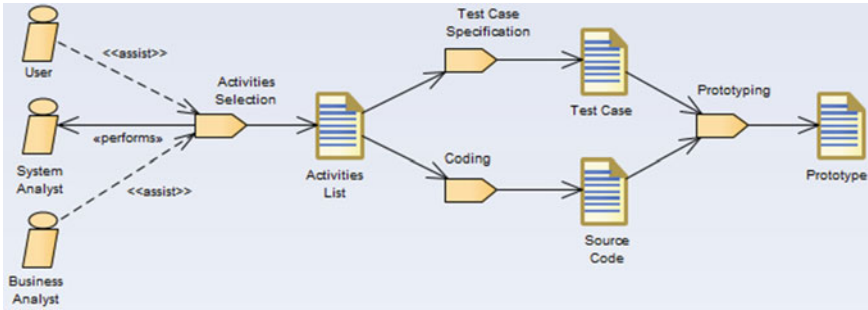 Test Case
Specification
<<assist>>
User
Activities
Selection
Test Case
Prototyping
«performs»
System
Analyst
Activities
List
Coding
Prototype
<<assist>>
Source
Code
Business
Analyst